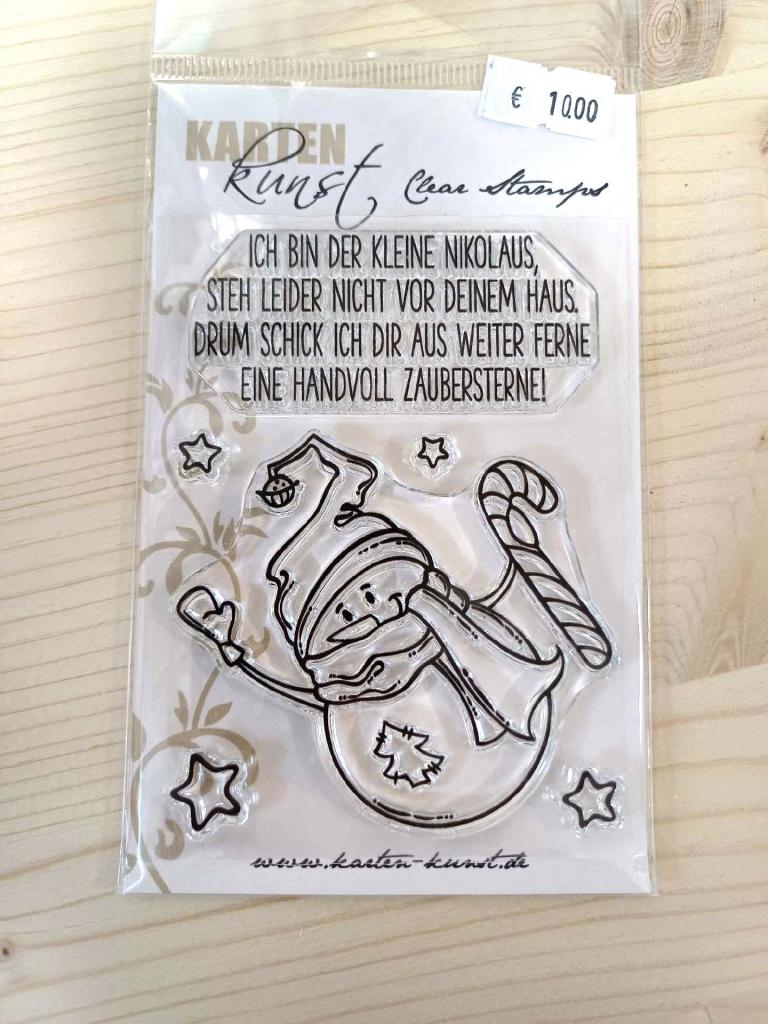 € 10.00
KARTEN
kunst Clear Stamps
ICH BIN DER KLEINE NIKOLAUS,
STEH LEIDER NICHT VOR DEINEM HAUS.
DRUM SCHICK ICH DIR AUS WEITER FERNE
EINE HANDVOLL ZAUBERSTERNE!
www.karten-kunst.de